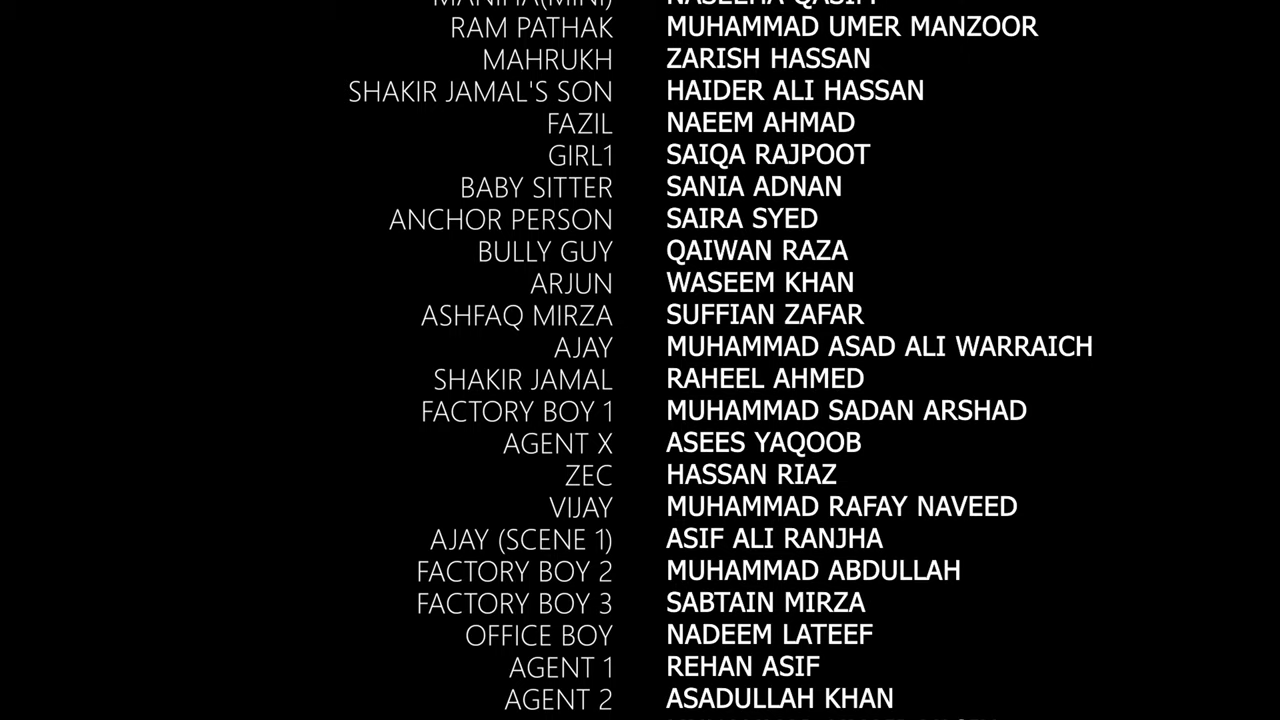 RAM PATHAK MUHAMMAD UMER MANZOOR
MAHRUKH ZARISH HASSAN
SHAKIR JAMAL'S SON HAIDER ALI HASSAN
FAZIL NAEEM AHMAD
GIRL1 SAIQA RAJPOOT
BABY SITTER SANIA ADNAN
ANCHOR PERSON SAIRA SYED
BULLY GUY QAIWAN RAZA
ARJUN WASEEM KHAN
ASHFAQ MIRZA SUFFIAN ZAFAR
AJAY MUHAMMAD ASAD ALI WARRAICH
SHAKIR JAMAL RAHEEL AHMED
FACTORY BOY 1 MUHAMMAD SADAN ARSHAD
AGENT X ASEES YAQOOB
ZEC HASSAN RIAZ
VIJAY MUHAMMAD RAFAY NAVEED
AJAY (SCENE 1) ASIF ALI RANJHA
FACTORY BOY 2 MUHAMMAD ABDULLAH
FACTORY BOY 3 SABTAIN MIRZA
OFFICE BOY NADEEM LATEEF
AGENT 1 REHAN ASIF
AGENT 2 ASADULLAH KHAN